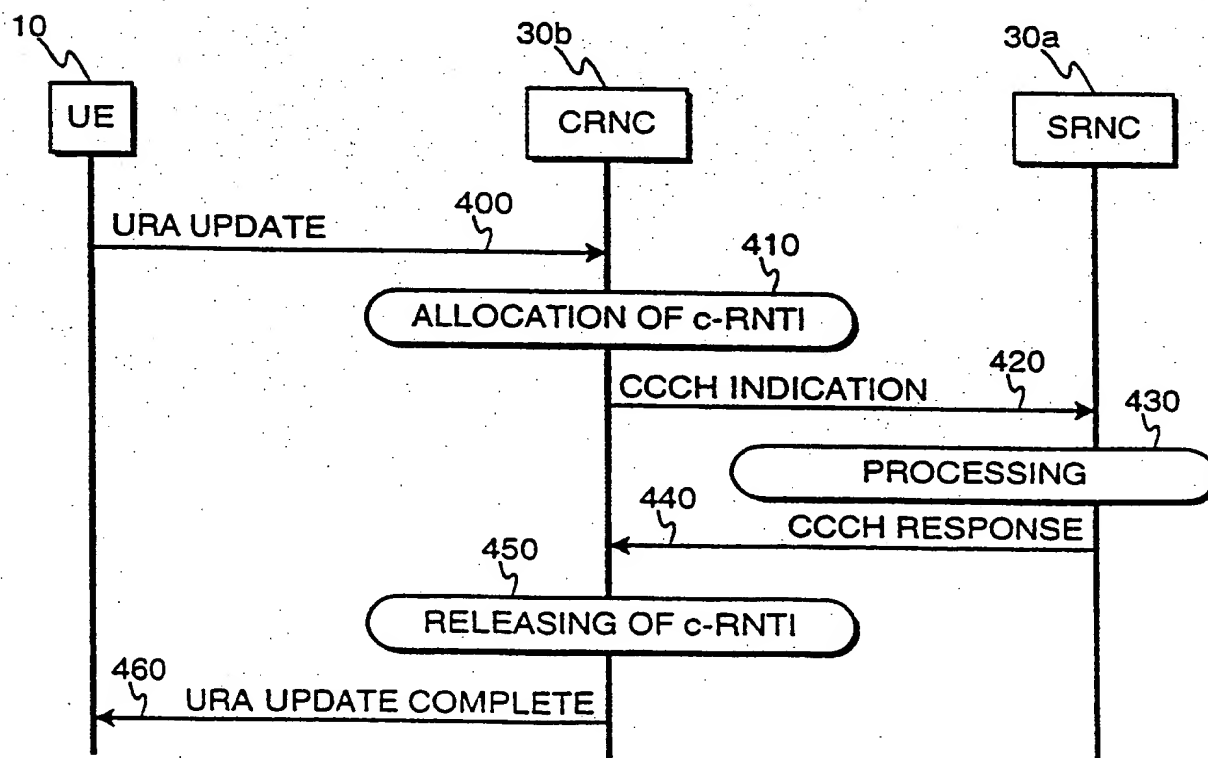 10
30b
30a
UE
CRNC
SRNC
URA UPDATE
400
410
ALLOCATION OF c-RNTI
CCCH INDICATION
420
430
PROCESSING
440
CCCH RESPONSE
450
RELEASING OF c-RNTI
460
URA UPDATE COMPLETE